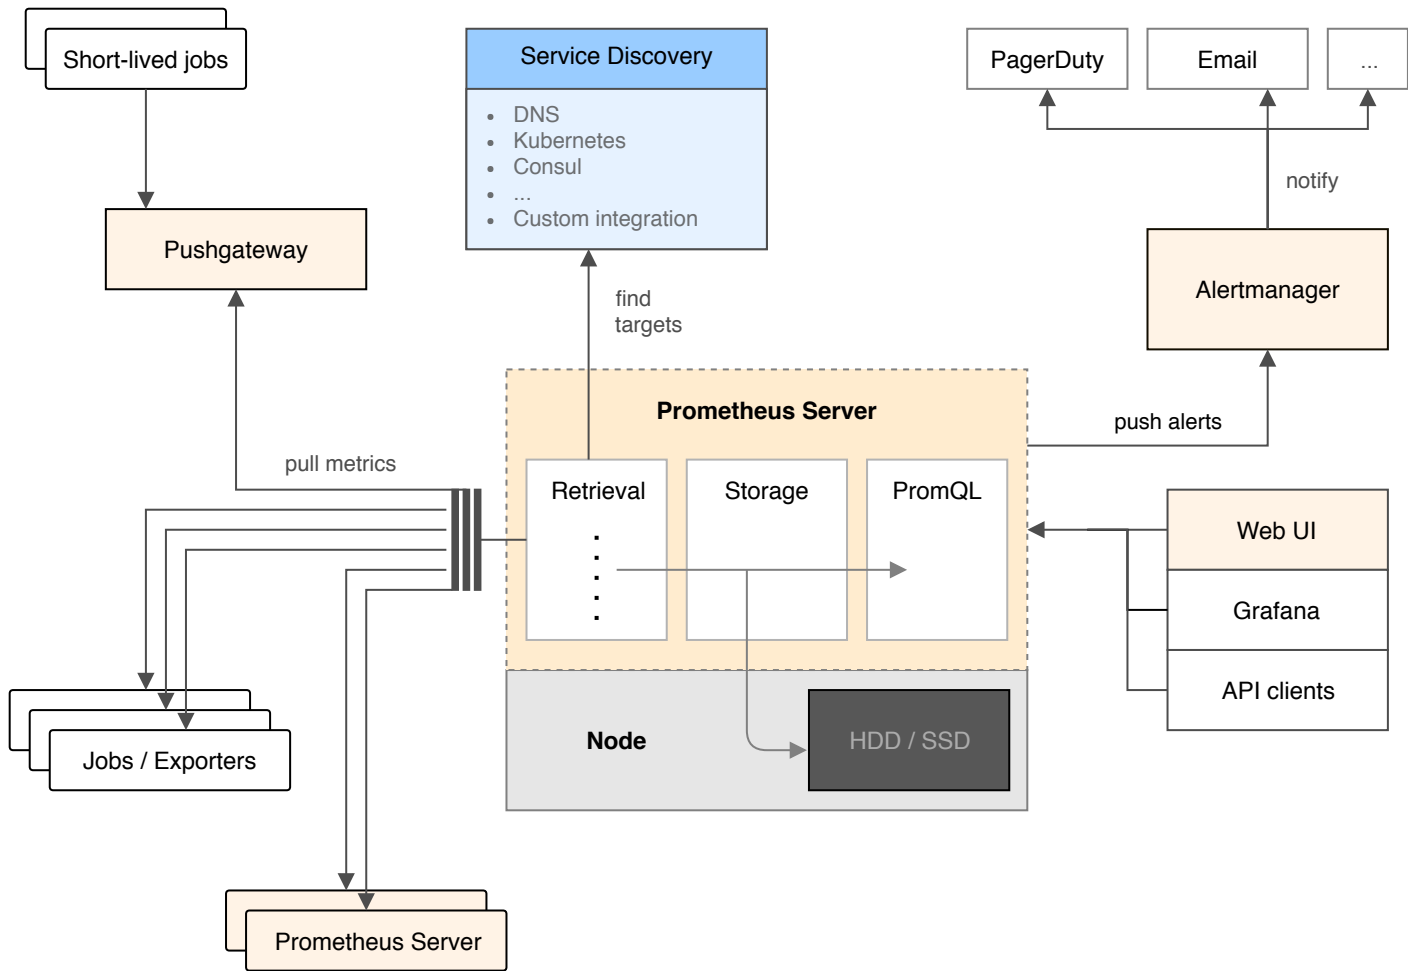 Short-lived jobs
Service Discovery
• DNS
• Kubernetes
• Consul
• ...
• Custom integration
PagerDuty
Email
...
notify
Pushgateway
Alertmanager
find
targets
Prometheus Server
push alerts
pull metrics
Retrieval
Storage
PromQL
Web UI
Grafana
API clients
Node
HDD / SSD
Jobs / Exporters
Prometheus Server